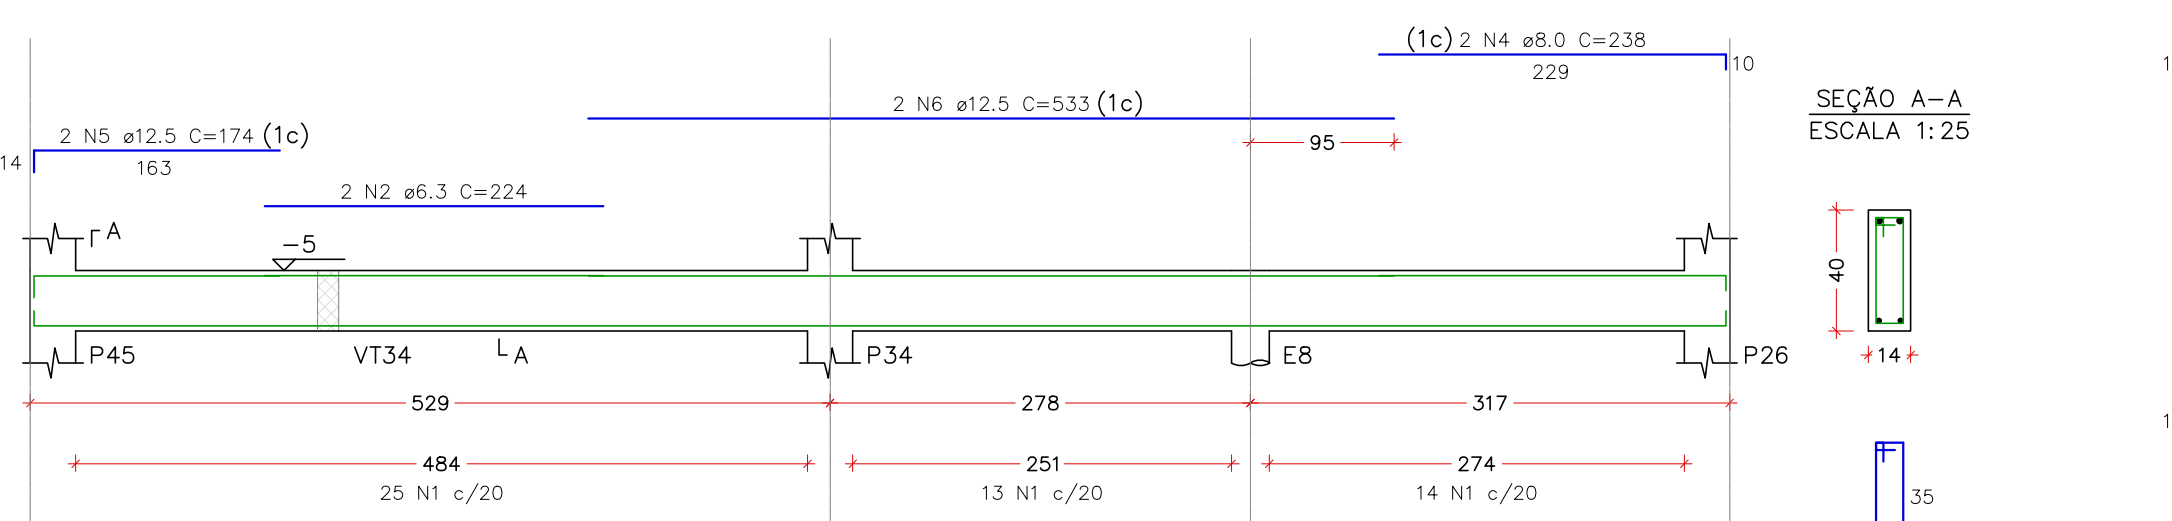 (1c) 2 N4 ø8.0 C=238
229
10
2 N6 ø12.5 C=533 (1c)
95
SEÇÃO A-A
ESCALA 1:25
2 N5 ø12.5 C=174 (1c)
14
163
2 N2 ø6.3 C=224
A
-5
40
14
P45
VT34
A
P34
E8
P26
529
278
317
484
251
274
25 N1 c/20
13 N1 c/20
14 N1 c/20
35
1
1